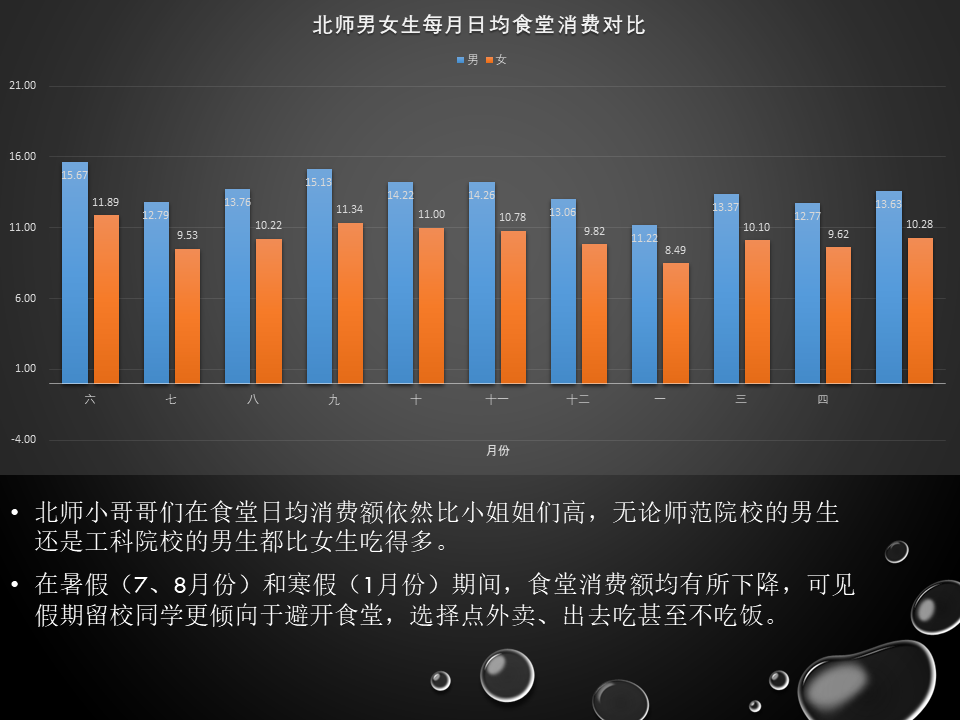 北师男女生每月日均食堂消费对比
男 女
21.00
16.00
11.00
6.00
1.00
-4.00
15.67 11.89 12.79 9.53 13.76 10.22 15.13 11.34 14.22 11.00 14.26 10.78 13.06 9.82 11.22 8.49 13.37 10.10 12.77 9.62 13.63 10.28
六 七 八 九 十 十一 十二 一 三 四
月份
• 北师小哥哥们在食堂日均消费额依然比小姐姐们高，无论师范院校的男生
还是工科院校的男生都比女生吃得多。
• 在暑假（7、8月份）和寒假（1月份）期间，食堂消费额均有所下降，可见
假期留校同学更倾向于避开食堂，选择点外卖、出去吃甚至不吃饭。